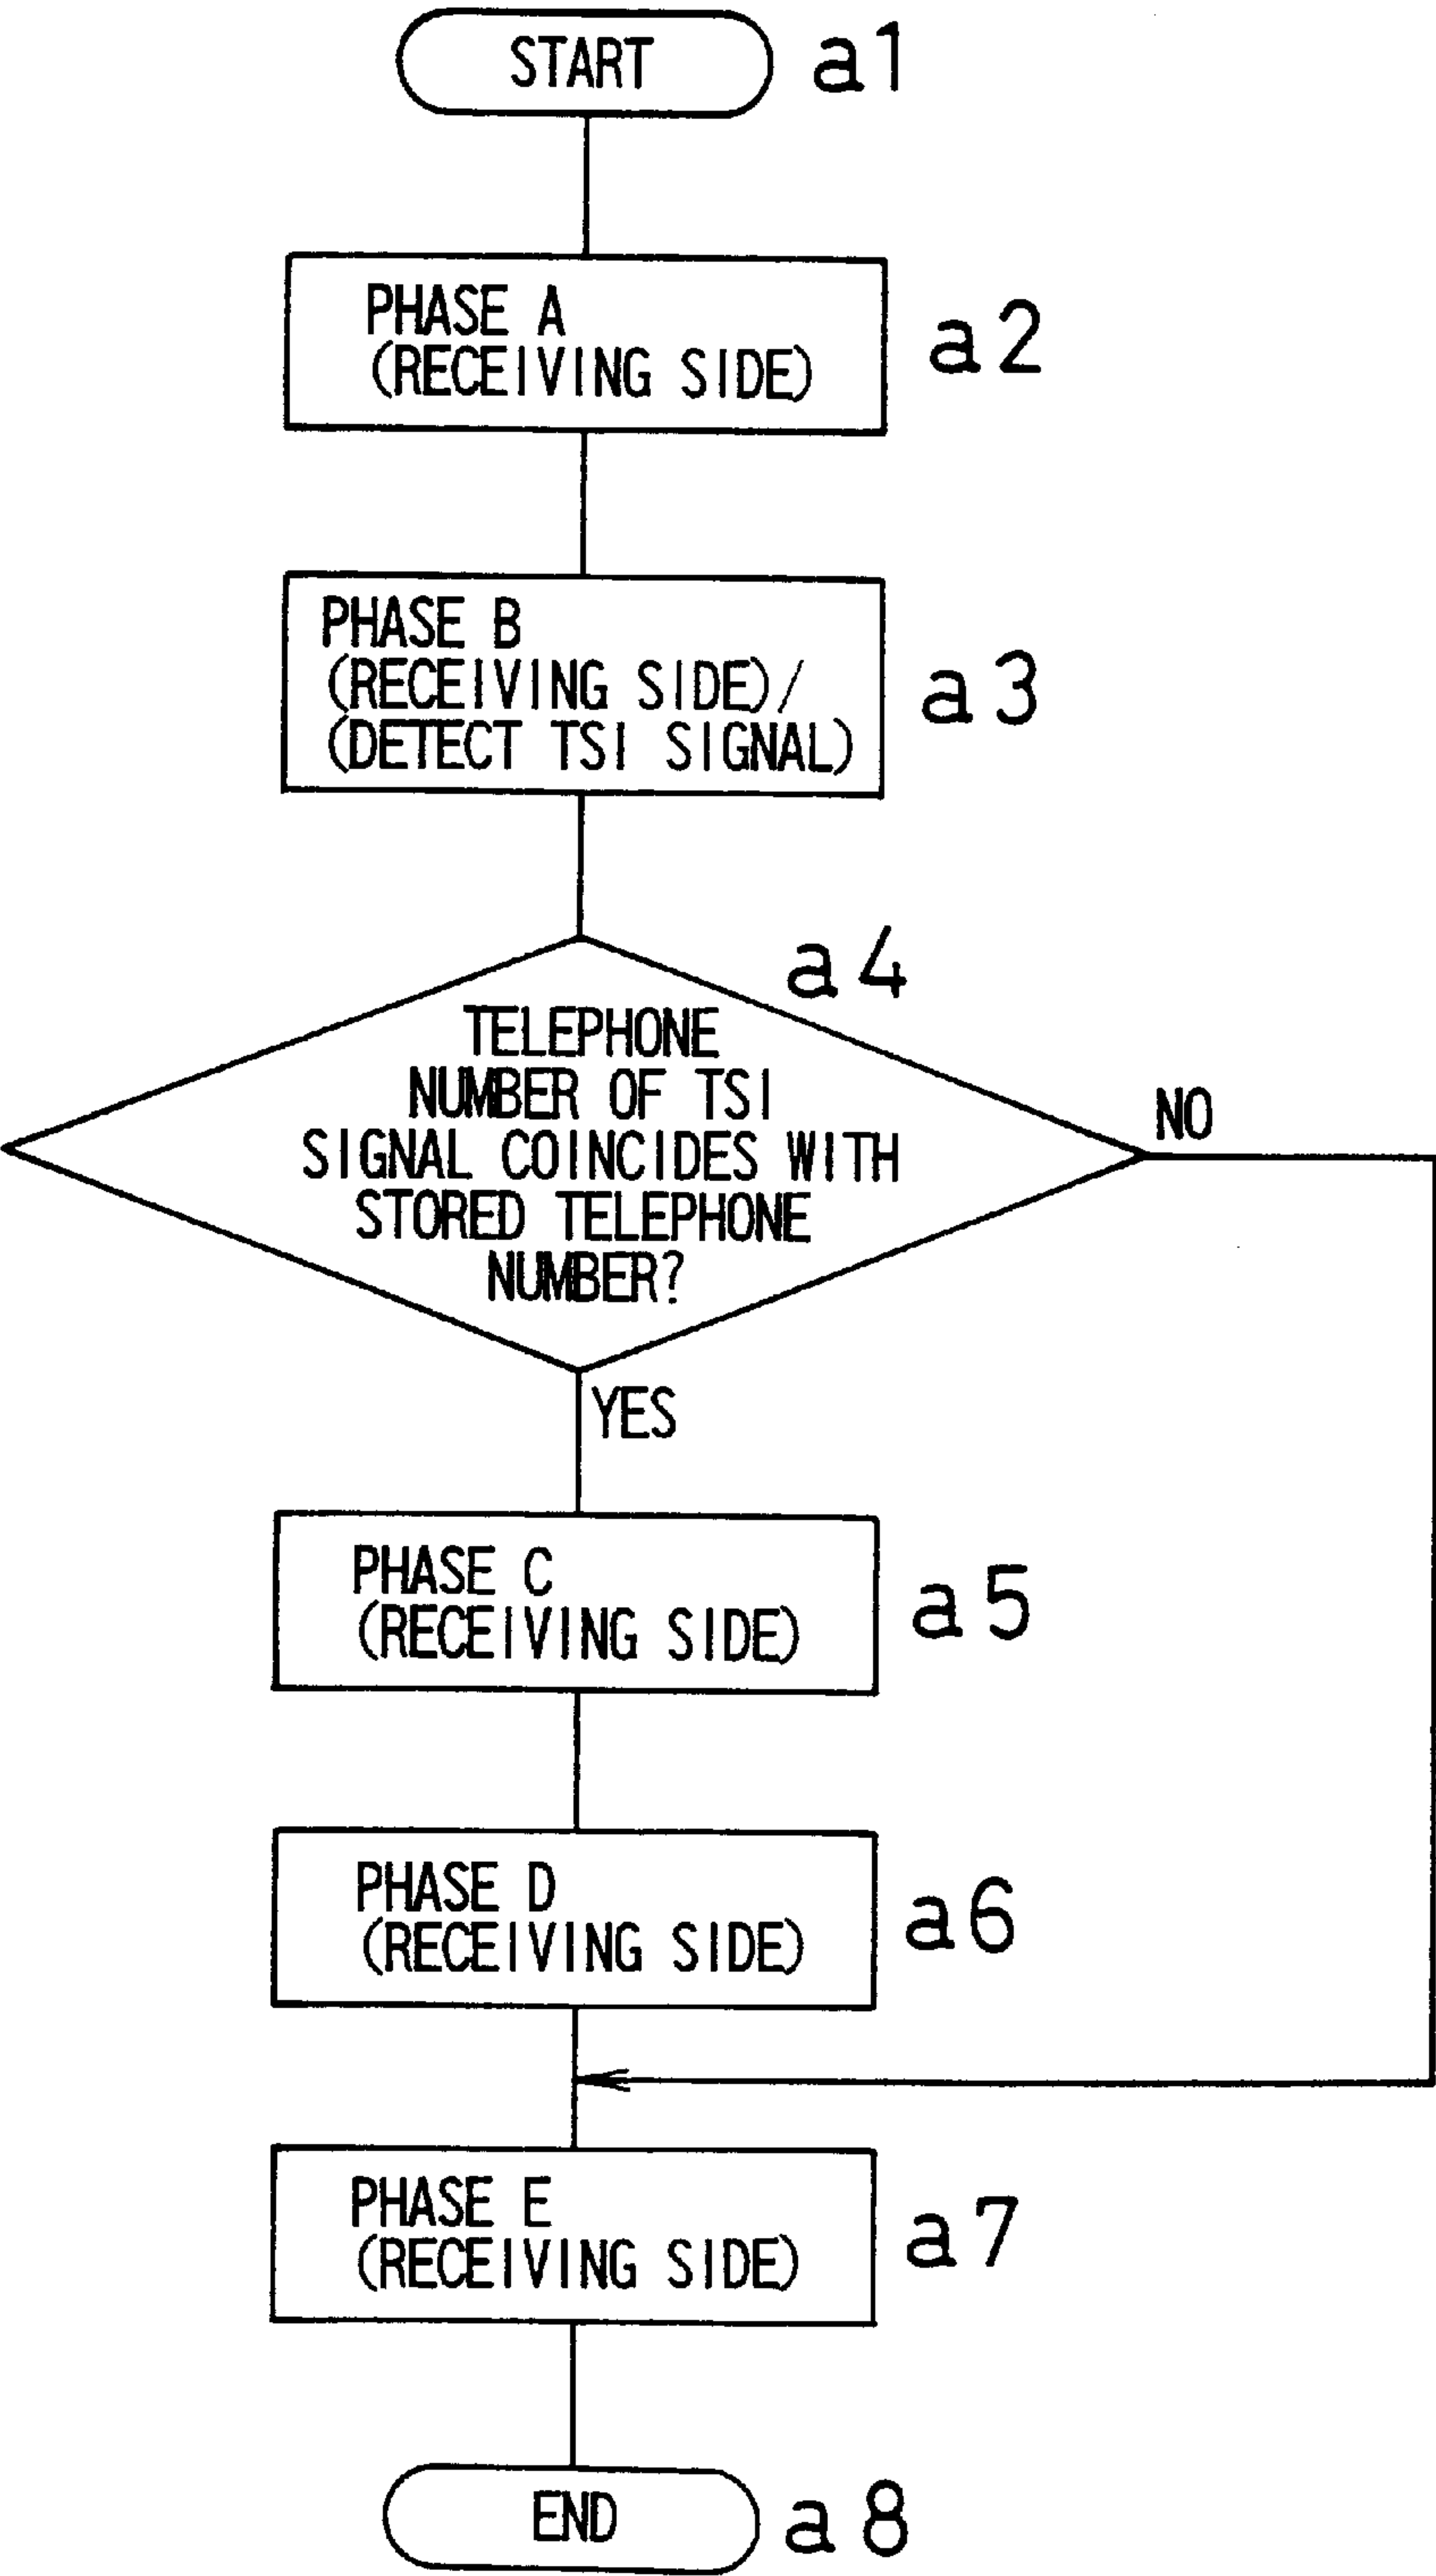 START
a1
PHASE A
(RECEIVING SIDE)
a2
PHASE B
(RECEIVING SIDE)/
(DETECT TSI SIGNAL)
a3
a4
TELEPHONE
NUMBER OF TSI
SIGNAL COINCIDES WITH
STORED TELEPHONE
NUMBER?
NO
YES
PHASE C
(RECEIVING SIDE)
a5
PHASE D
(RECEIVING SIDE)
a6
PHASE E
(RECEIVING SIDE)
a7
END
a8